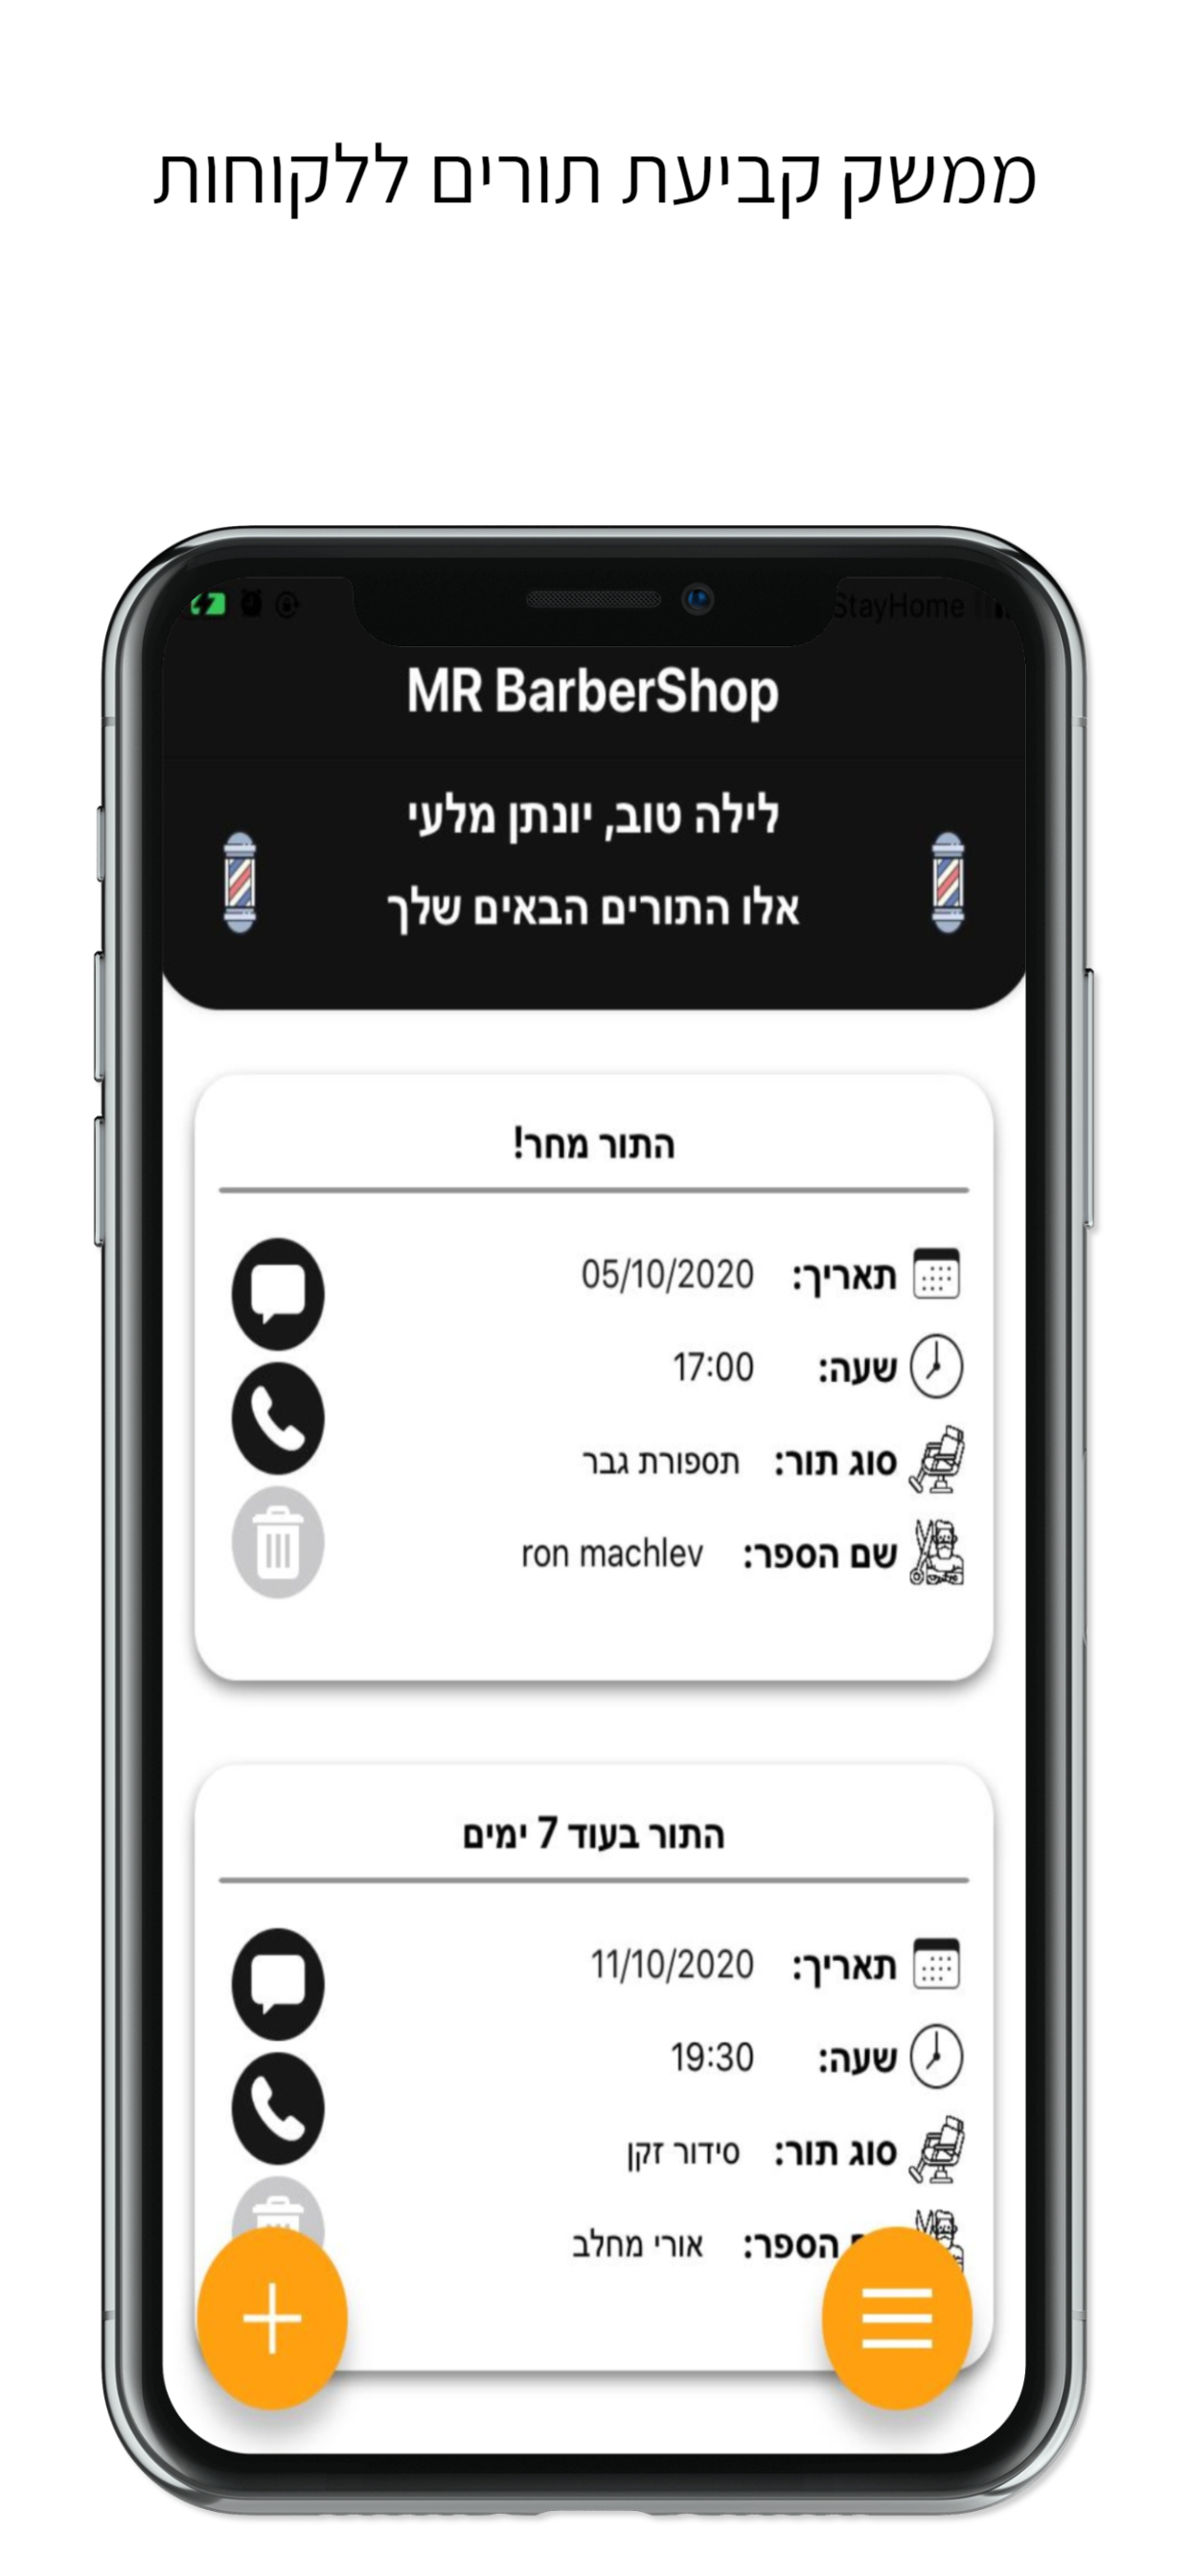 ממשק קביעת תורים ללקוחות
StayHome
MR BarberShop
לילה טוב, יונתן מלעי
אלו התורים הבאים שלך
התור מחר!
תאריך: 05/10/2020
שעה: 17:00
סוג תור: תספורת גבר
שם הספר: ron machlev
התור בעוד 7 ימים
תאריך: 11/10/2020
שעה: 19:30
סוג תור: סידור זקן
הספר: אורי מחלב